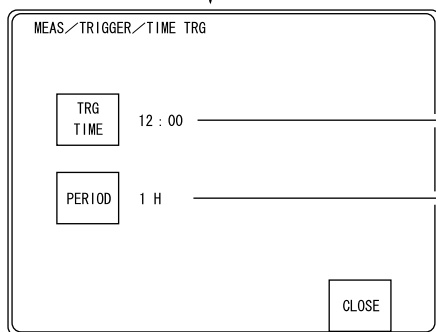 MEAS／TRIGGER／TIME TRG
TRG
TIME
12 : 00
PERIOD
1 H
CLOSE